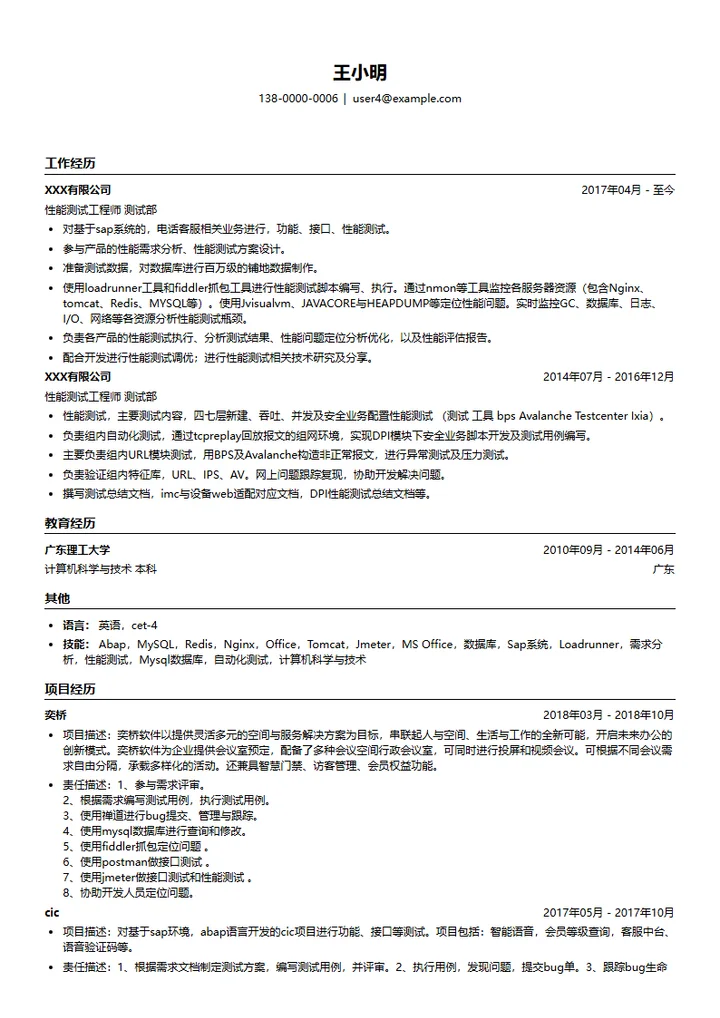 王小明
138-0000-0006 | user4@example.com
工作经历
XXX有限公司 2017年04月 - 至今
性能测试工程师 测试部
• 对基于sap系统的，电话客服相关业务进行，功能、接口、性能测试。
• 参与产品的性能需求分析、性能测试方案设计。
• 准备测试数据，对数据库进行百万级的铺地数据制作。
• 使用loadrunner工具和fiddler抓包工具进行性能测试脚本编写、执行。通过nmon等工具监控各服务器资源（包含Nginx、
tomcat、Redis、MYSQL等）。使用Jvisualvm、JAVACORE与HEAPDUMP等定位性能问题。实时监控GC、数据库、日志、
I/O、网络等各资源分析性能测试瓶颈。
• 负责各产品的性能测试执行、分析测试结果、性能问题定位分析优化，以及性能评估报告。
• 配合开发进行性能测试调优；进行性能测试相关技术研究及分享。
XXX有限公司 2014年07月 - 2016年12月
性能测试工程师 测试部
• 性能测试，主要测试内容，四七层新建、吞吐、并发及安全业务配置性能测试 （测试 工具 bps Avalanche Testcenter Ixia）。
• 负责组内自动化测试，通过tcpreplay回放报文的组网环境，实现DPI模块下安全业务脚本开发及测试用例编写。
• 主要负责组内URL模块测试，用BPS及Avalanche构造非正常报文，进行异常测试及压力测试。
• 负责验证组内特征库，URL、IPS、AV。网上问题跟踪复现，协助开发解决问题。
• 撰写测试总结文档，imc与设备web适配对应文档，DPI性能测试总结文档等。
教育经历
广东理工大学 2010年09月 - 2014年06月
计算机科学与技术 本科 广东
其他
• 语言： 英语，cet-4
• 技能： Abap，MySQL，Redis，Nginx，Office，Tomcat，Jmeter，MS Office，数据库，Sap系统，Loadrunner，需求分
析，性能测试，Mysql数据库，自动化测试，计算机科学与技术
项目经历
奕桥 2018年03月 - 2018年10月
• 项目描述：奕桥软件以提供灵活多元的空间与服务解决方案为目标，串联起人与空间、生活与工作的全新可能，开启未来办公的
创新模式。奕桥软件为企业提供会议室预定，配备了多种会议空间行政会议室，可同时进行投屏和视频会议。可根据不同会议需
求自由分隔，承载多样化的活动。还兼具智慧门禁、访客管理、会员权益功能。
• 责任描述：1、参与需求评审。
2、根据需求编写测试用例，执行测试用例。
3、使用禅道进行bug提交、管理与跟踪。
4、使用mysql数据库进行查询和修改。
5、使用fiddler抓包定位问题 。
6、使用postman做接口测试 。
7、使用jmeter做接口测试和性能测试 。
8、协助开发人员定位问题。
cic 2017年05月 - 2017年10月
• 项目描述：对基于sap环境，abap语言开发的cic项目进行功能、接口等测试。项目包括：智能语音，会员等级查询，客服中台、
语音验证码等。
• 责任描述：1、根据需求文档制定测试方案，编写测试用例，并评审。2、执行用例，发现问题，提交bug单。3、跟踪bug生命